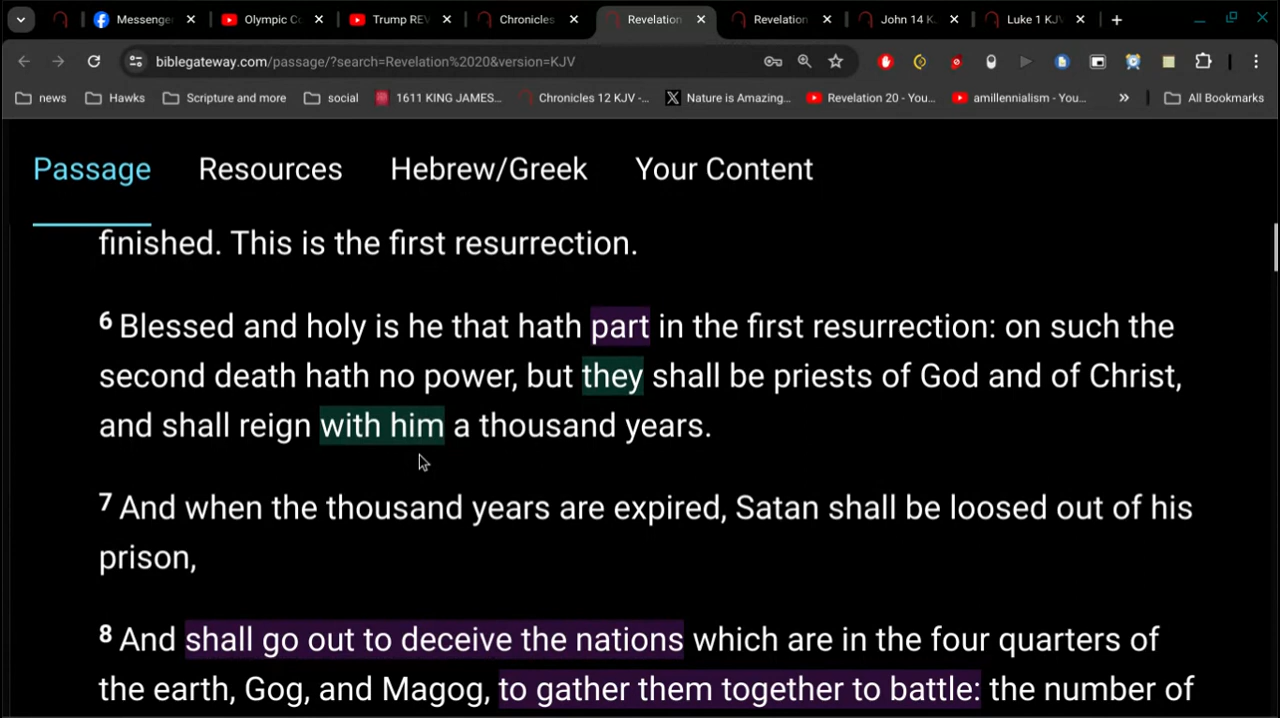 Messenge
Olympic Co
Trump REV
Chronicles
Revelation
Revelation
John 14 K
Luke 1 KJV
biblegateway.com/passage/?search=Revelation%2020&version=KJV
news
Hawks
Scripture and more
social
1611 KING JAMES...
Chronicles 12 KJV -...
Nature is Amazing...
Revelation 20 - You...
amillennialism - You...
All Bookmarks
Passage
Resources
Hebrew/Greek
Your Content
finished. This is the first resurrection.
6 Blessed and holy is he that hath part in the first resurrection: on such the
second death hath no power, but they shall be priests of God and of Christ,
and shall reign with him a thousand years.
7 And when the thousand years are expired, Satan shall be loosed out of his
prison,
8 And shall go out to deceive the nations which are in the four quarters of
the earth, Gog, and Magog, to gather them together to battle: the number of